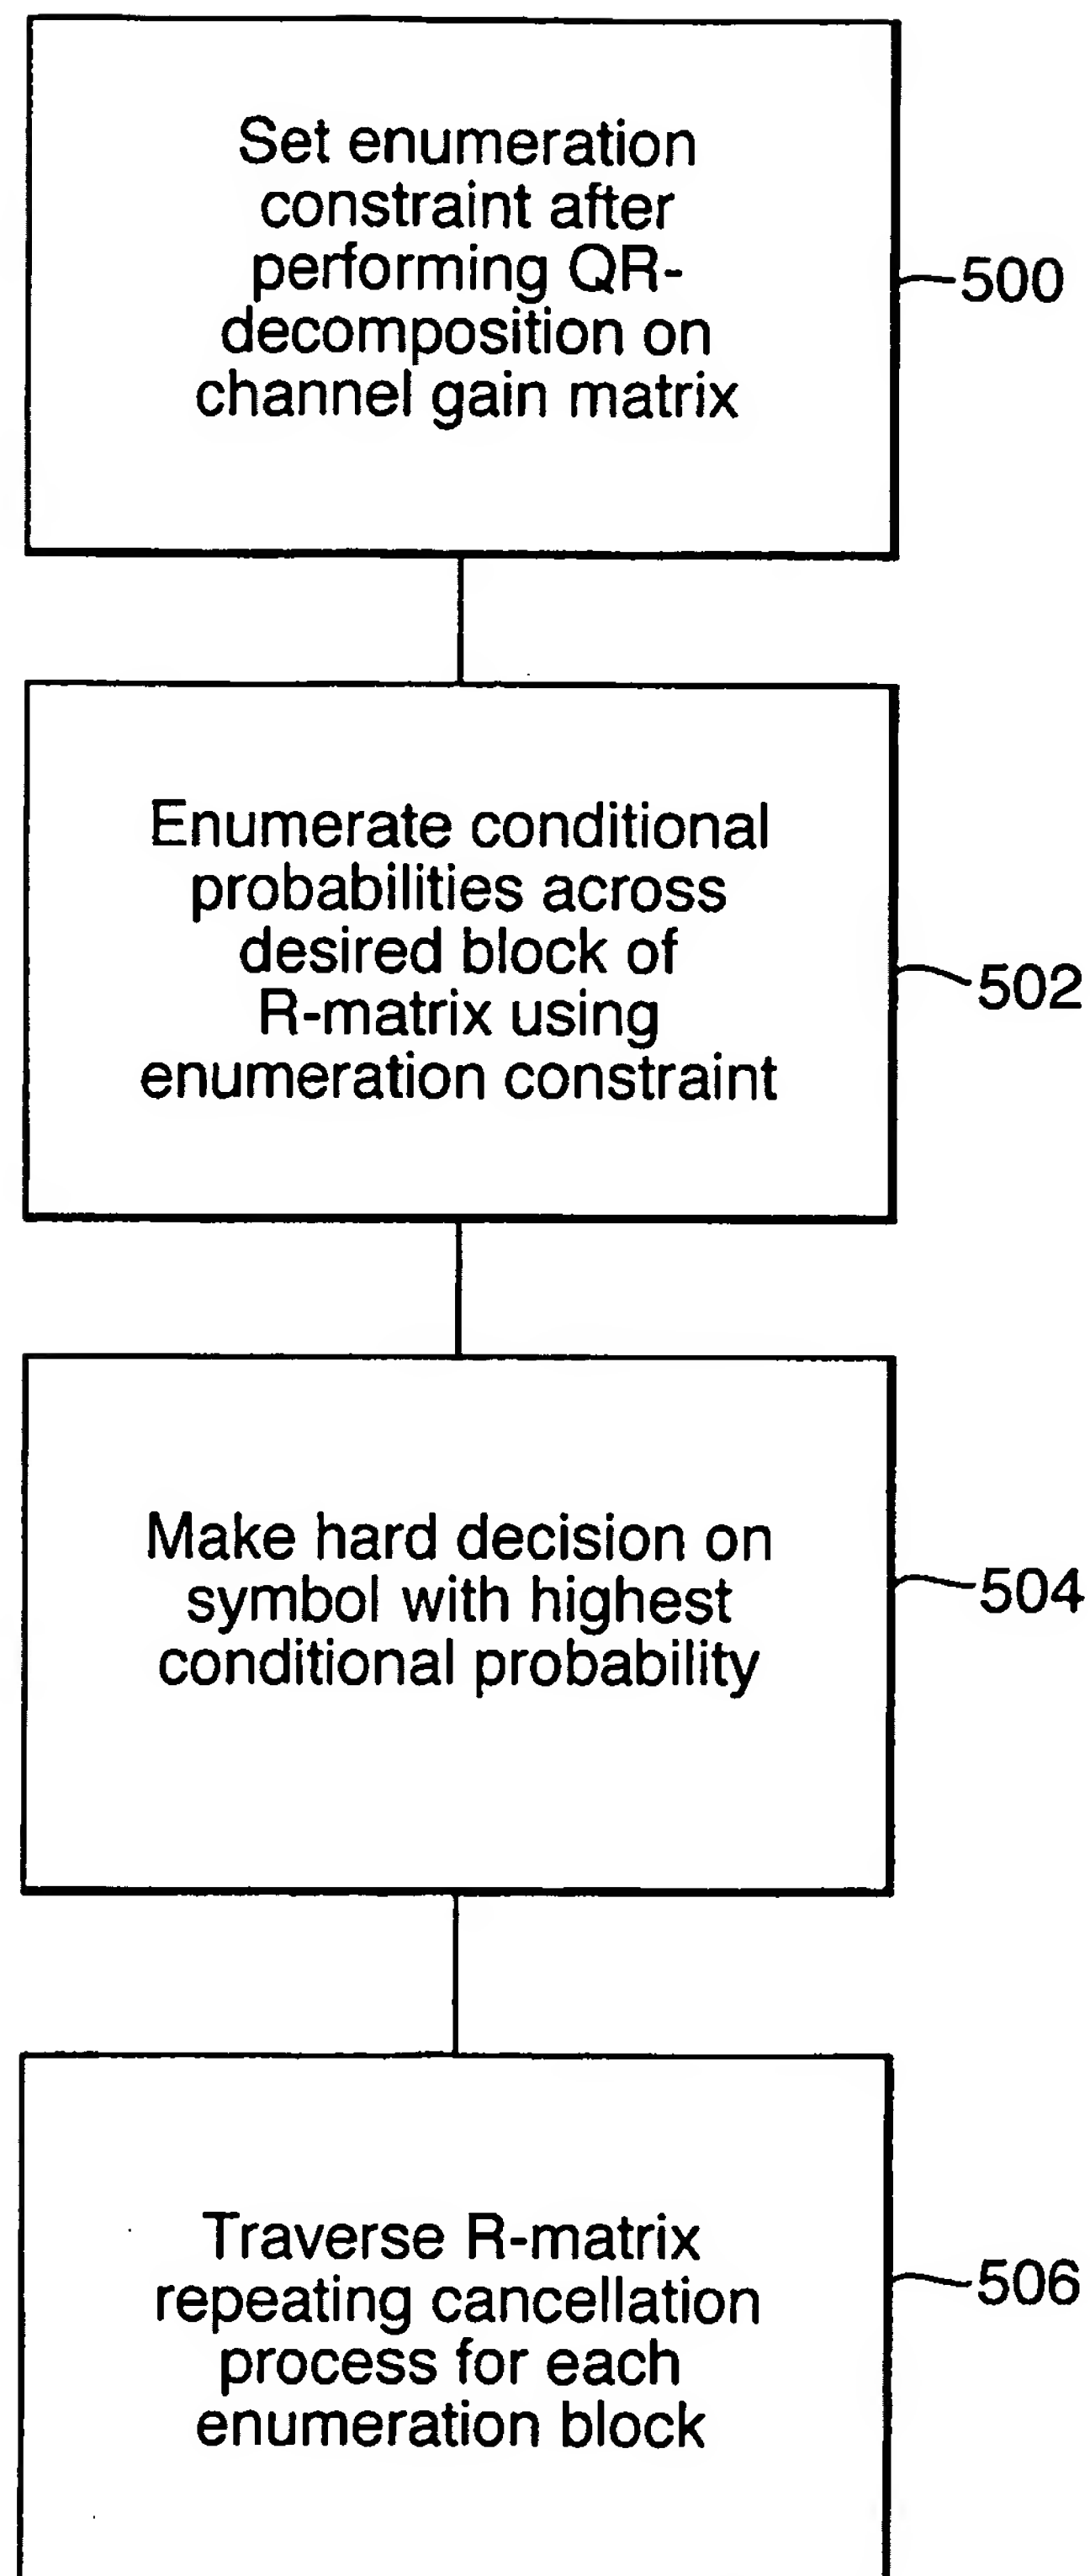 Set enumeration
constraint after
performing QR-
decomposition on
channel gain matrix
500
Enumerate conditional
probabilities across
desired block of
R-matrix using
enumeration constraint
502
Make hard decision on
symbol with highest
conditional probability
504
Traverse R-matrix
repeating cancellation
process for each
enumeration block
506